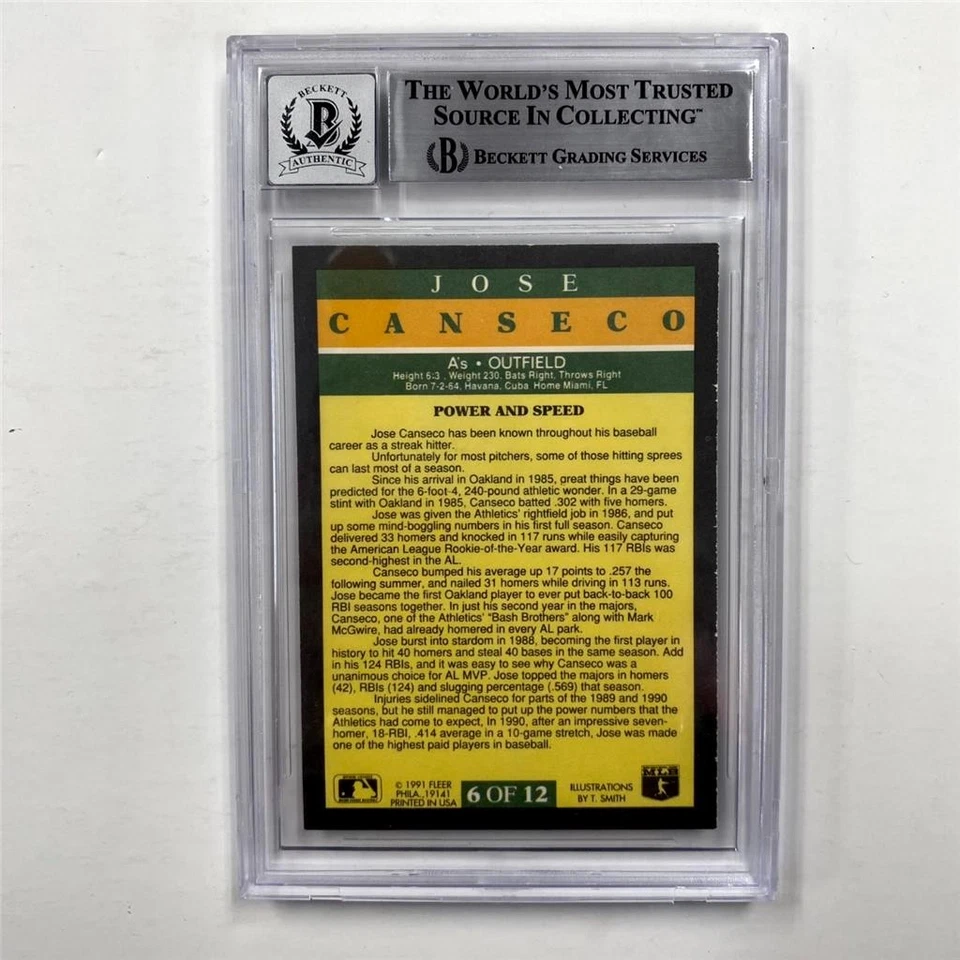 BECKETT
B
AUTHENTIC
THE WORLD'S MOST TRUSTED
SOURCE IN COLLECTING™
B BECKETT GRADING SERVICES
JOSE
CANSECO
A's • OUTFIELD
Height 6:3 , Weight 230, Bats Right, Throws Right
Born 7-2-64, Havana, Cuba Home Miami, FL
POWER AND SPEED
Jose Canseco has been known throughout his baseball
career as a streak hitter.
Unfortunately for most pitchers, some of those hitting sprees
can last most of a season.
Since his arrival in Oakland in 1985, great things have been
predicted for the 6-foot-4, 240-pound athletic wonder. In a 29-game
stint with Oakland in 1985, Canseco batted .302 with five homers.
Jose was given the Athletics' rightfield job in 1986, and put
up some mind-boggling numbers in his first full season. Canseco
delivered 33 homers and knocked in 117 runs while easily capturing
the American League Rookie-of-the-Year award. His 117 RBIs was
second-highest in the AL.
Canseco bumped his average up 17 points to .257 the
following summer, and nailed 31 homers while driving in 113 runs.
Jose became the first Oakland player to ever put back-to-back 100
RBI seasons together. In just his second year in the majors,
Canseco, one of the Athletics' "Bash Brothers" along with Mark
McGwire, had already homered in every AL park.
Jose burst into stardom in 1988, becoming the first player in
history to hit 40 homers and steal 40 bases in the same season. Add
in his 124 RBIs, and it was easy to see why Canseco was a
unanimous choice for AL MVP. Jose topped the majors in homers
(42), RBIs (124) and slugging percentage (.569) that season.
Injuries sidelined Canseco for parts of the 1989 and 1990
seasons, but he still managed to put up the power numbers that the
Athletics had come to expect, In 1990, after an impressive seven-
homer, 18-RBI, .414 average in a 10-game stretch, Jose was made
one of the highest paid players in baseball.
© 1991 FLEER
PHILA.,19141
PRINTED IN USA
6 OF 12
ILLUSTRATIONS
BY T. SMITH